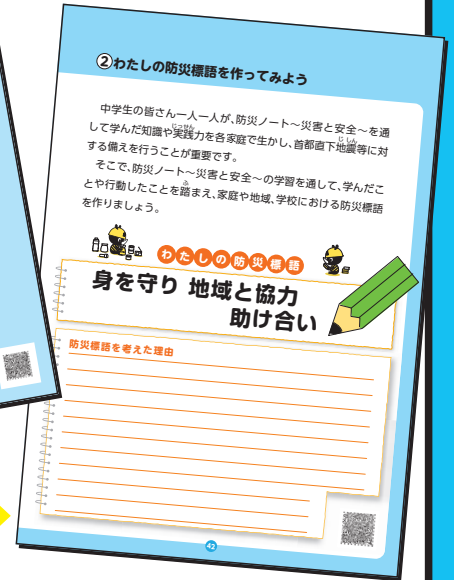 ②わたしの防災標語を作ってみよう
中学生の皆さん一人一人が、防災ノート~災害と安全~を通
して学んだ知識や実践力を各家庭で生かし、首都直下地震等に対
する備えを行うことが重要です。
そこで、防災ノート~災害と安全~の学習を通して、学んだこ
とや行動したことを踏まえ、家庭や地域、学校における防災標語
を作りましょう。
わたしの防災標語
身を守り 地域と協力
助け合い
防災標語を考えた理由
42